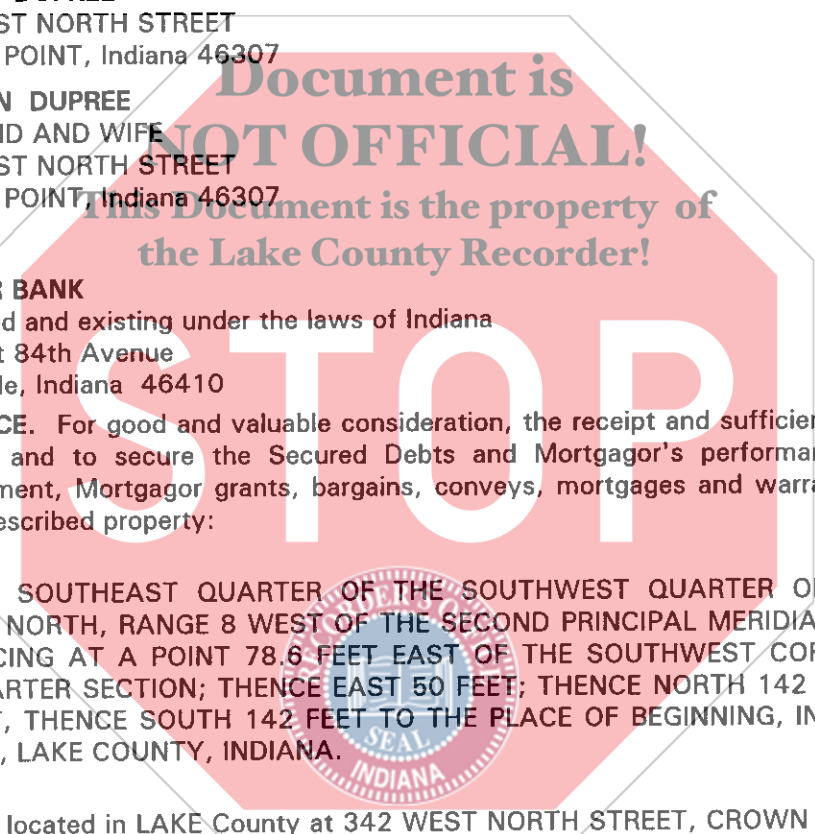 ST NORTH STREET
POINT, Indiana 46307
Document is
N DUPREE
ND AND WIFE
NOT OFFICIAL!
ST NORTH STREET
POINT, Indiana 46307
This Document is the property of
the Lake County Recorder!
BANK
d and existing under the laws of Indiana
84th Avenue
le, Indiana 46410
STOP
CE. For good and valuable consideration, the receipt and sufficien
and to secure the Secured Debts and Mortgagor's performa
ment, Mortgagor grants, bargains, conveys, mortgages and warra
escribed property:
SOUTHEAST QUARTER OF THE SOUTHWEST QUARTER O
NORTH, RANGE 8 WEST OF THE SECOND PRINCIPAL MERIDIA
CING AT A POINT 78.6 FEET EAST OF THE SOUTHWEST COR
ARTER SECTION; THENCE EAST 50 FEET; THENCE NORTH 142
, THENCE SOUTH 142 FEET TO THE PLACE OF BEGINNING, IN
, LAKE COUNTY, INDIANA.
SEAL
INDIANA
located in LAKE County at 342 WEST NORTH STREET, CROWN